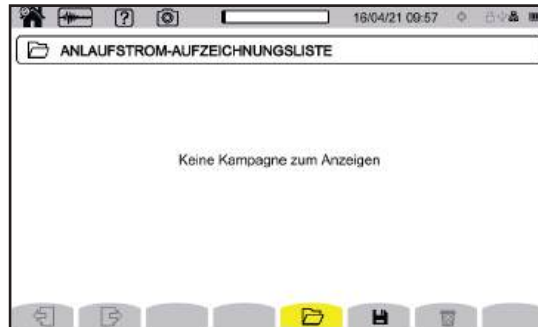 ? 16/04/21 09:57
ANLAUFSTROM-AUFZEICHNUNGSLISTE
Keine Kampagne zum Anzeigen